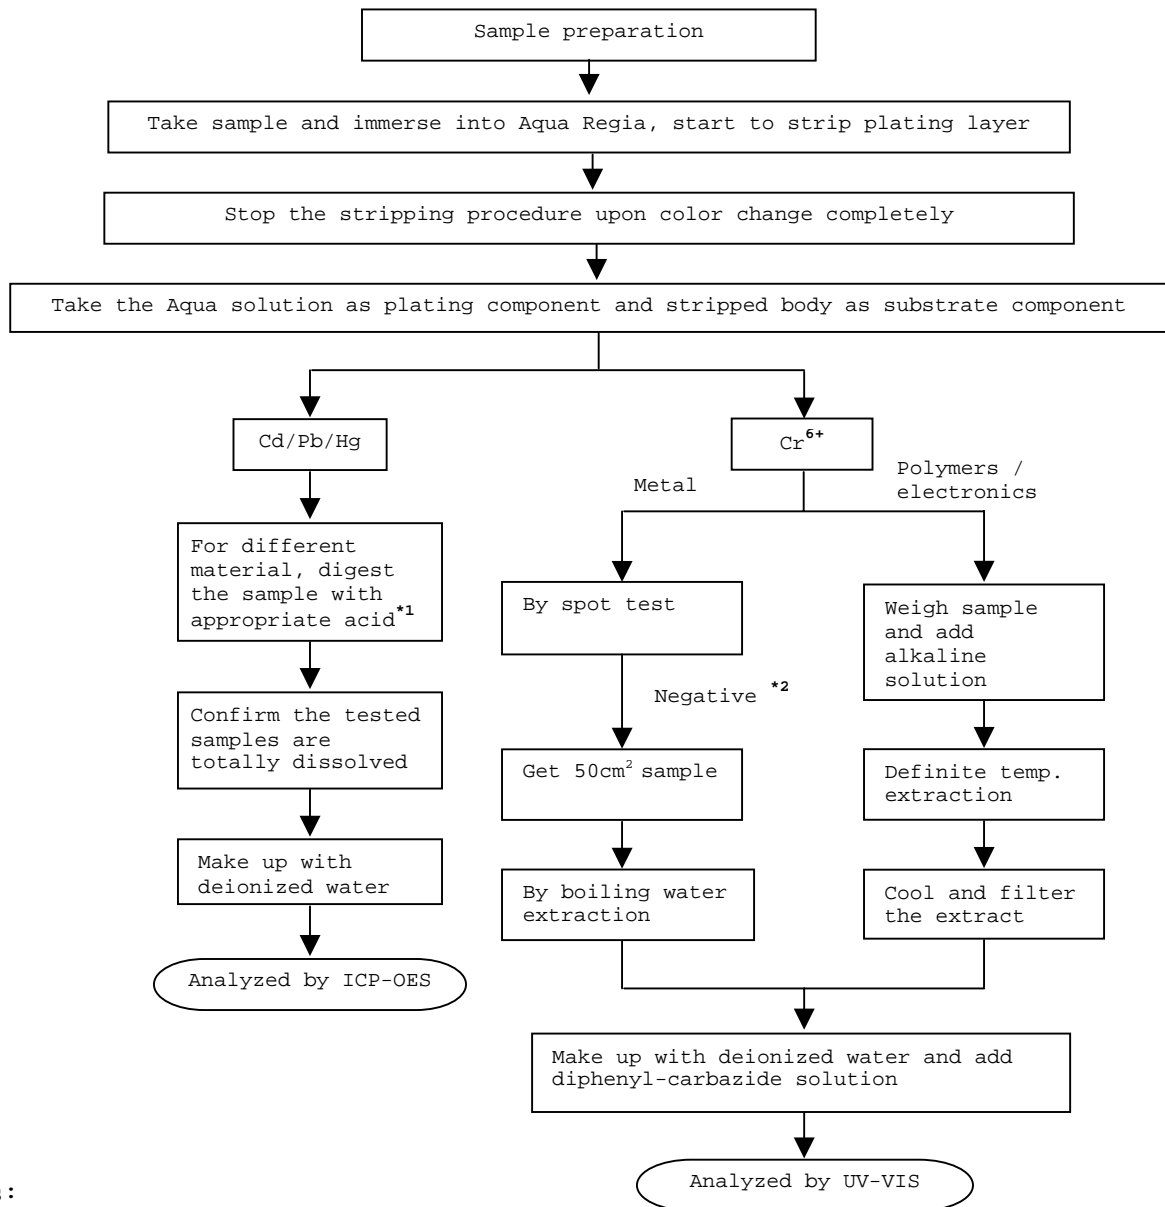 Sample preparation
Take sample and immerse into Aqua Regia, start to strip plating layer
Stop the stripping procedure upon color change completely
Take the Aqua solution as plating component and stripped body as substrate component
Cd/Pb/Hg
For different
material, digest
the sample with
appropriate acid*1
Confirm the tested
samples are
totally dissolved
Make up with
deionized water
Analyzed by ICP-OES
Cr6+
Metal
By spot test
Negative *2
Get 50cm2 sample
By boiling water
extraction
Polymers /
electronics
Weigh sample
and add
alkaline
solution
Definite temp.
extraction
Cool and filter
the extract
Make up with deionized water and add
diphenyl-carbazide solution
Analyzed by UV-VIS